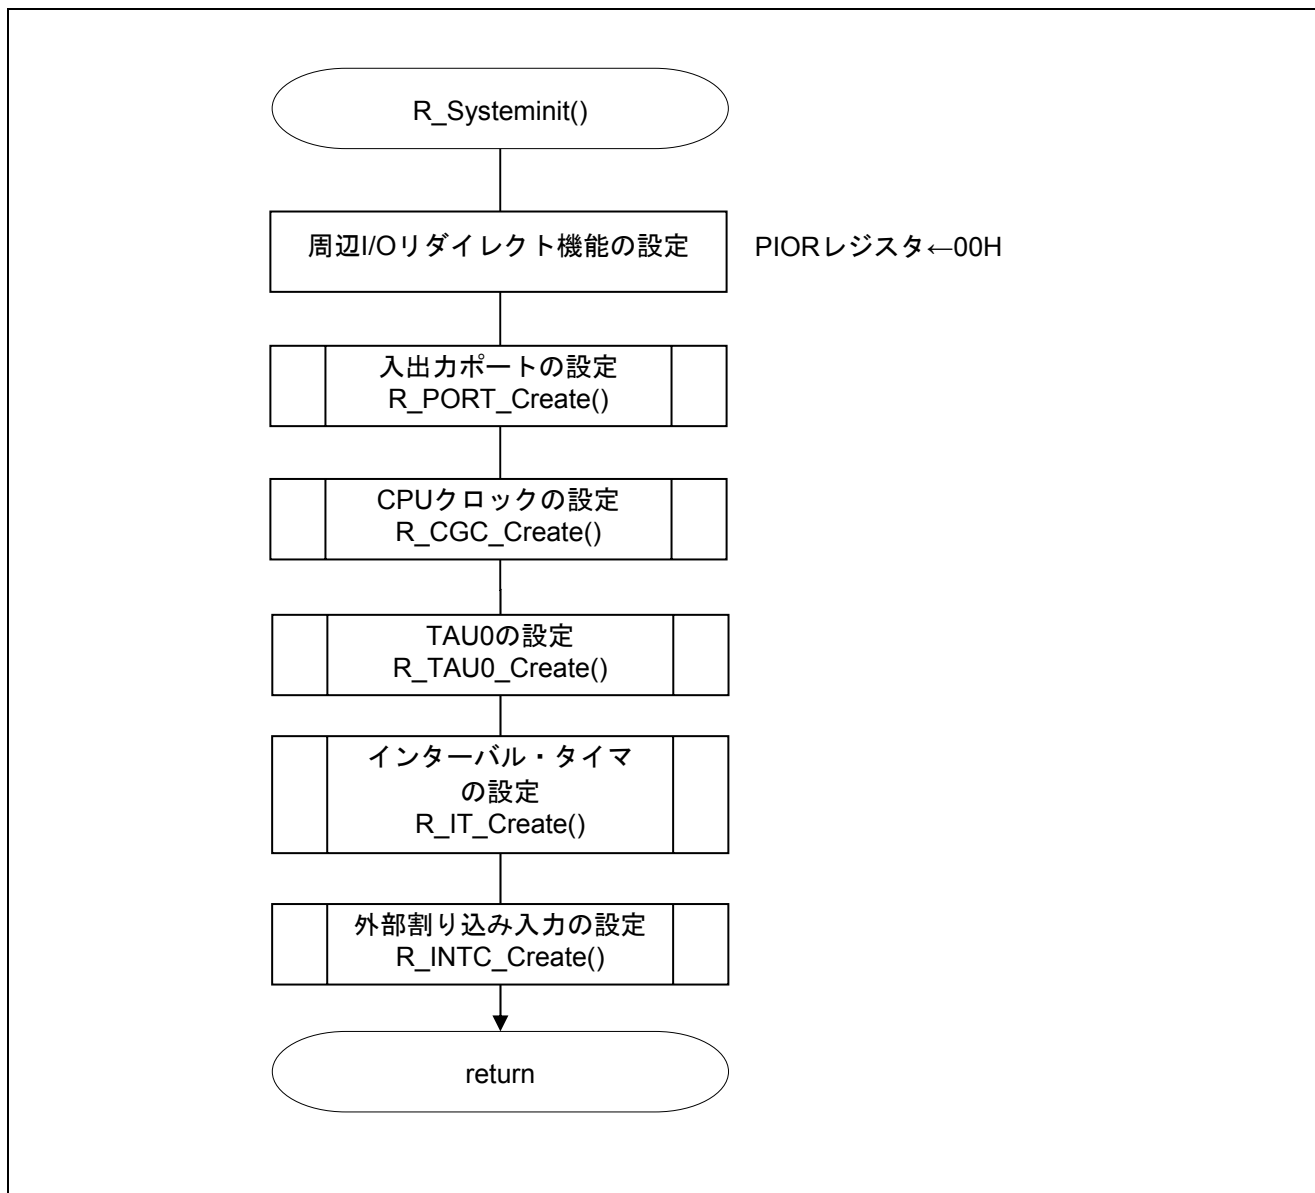 R_Systeminit()
周辺I/Oリダイレクト機能の設定
PIORレジスタ←00H
入出力ポートの設定
R_PORT_Create()
CPUクロックの設定
R_CGC_Create()
TAU0の設定
R_TAU0_Create()
インターバル・タイマ
の設定
R_IT_Create()
外部割り込み入力の設定
R_INTC_Create()
return